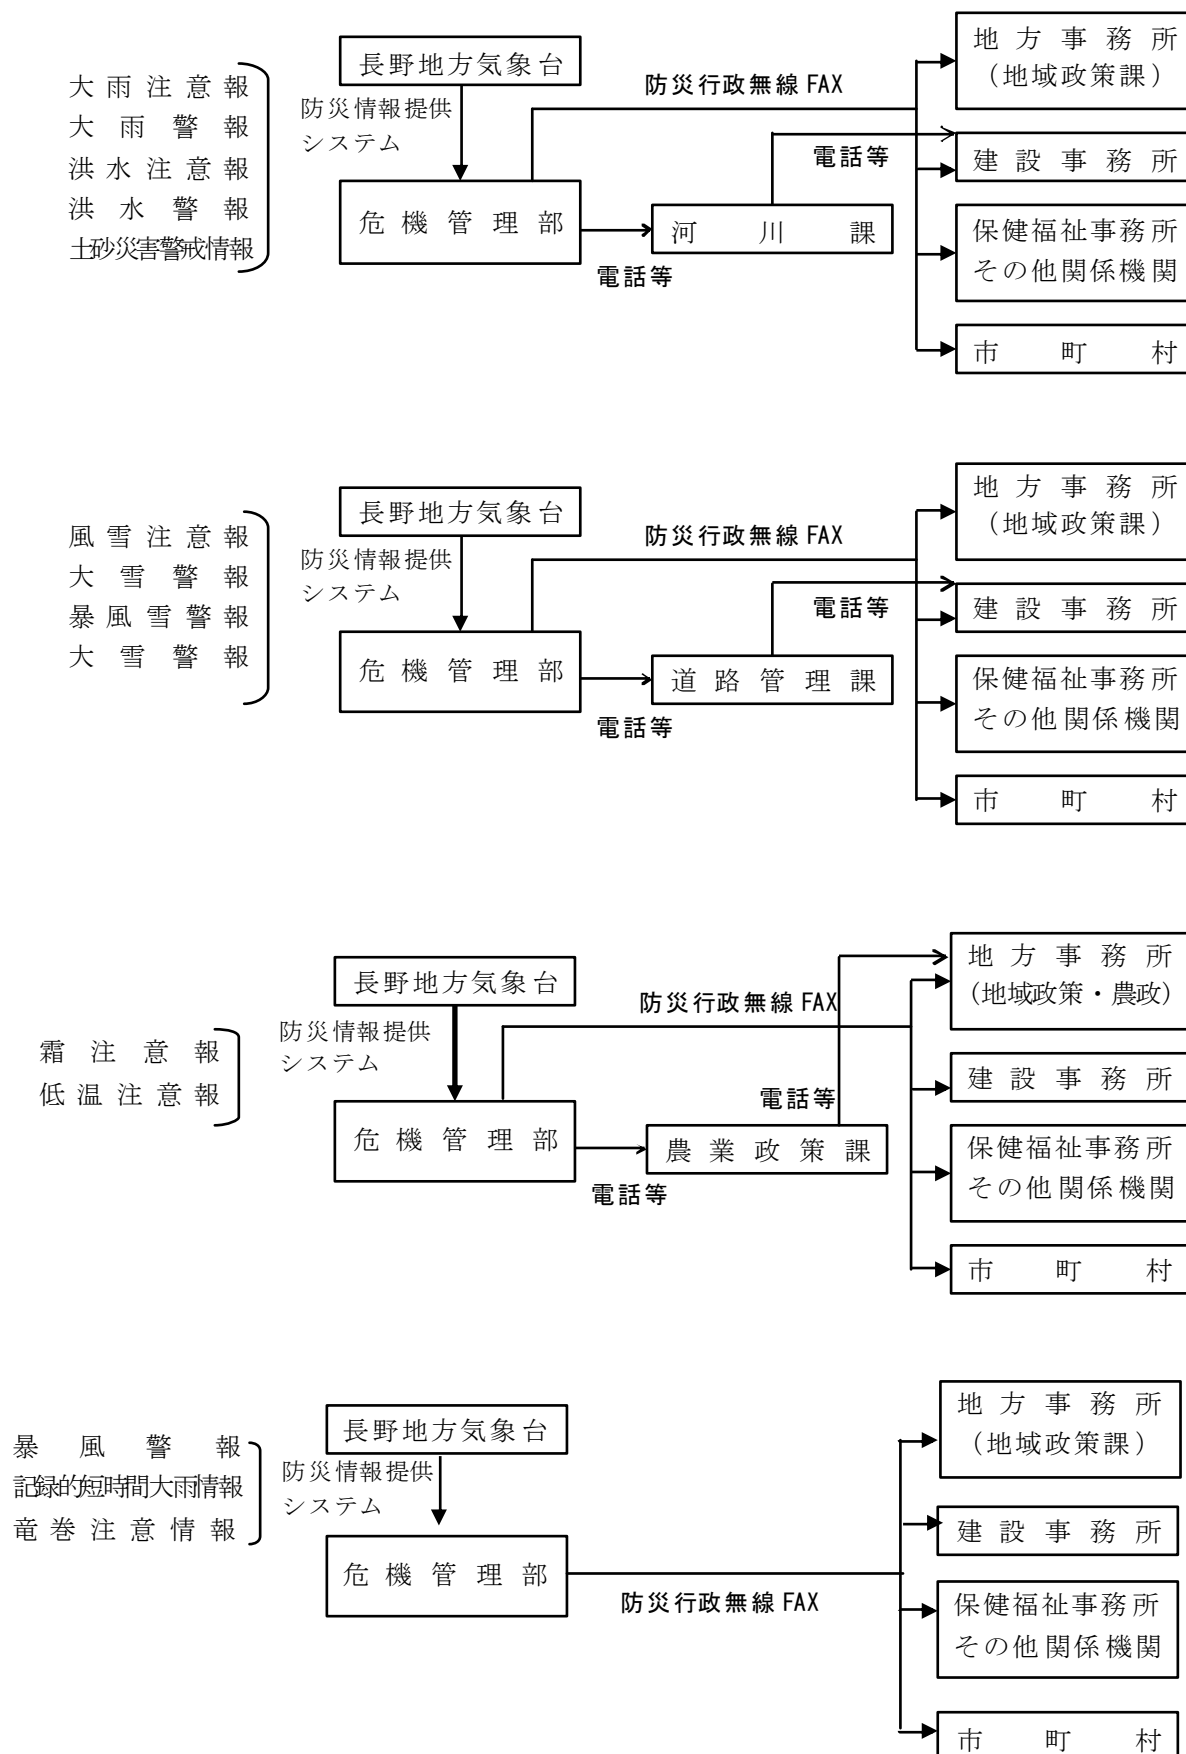 大雨注意報
大雨警報
洪水注意報
洪水警報
土砂災害警戒情報
長野地方気象台
防災情報提供
システム
危機管理部
電話等
河川課
防災行政無線 FAX
電話等
地方事務所
（地域政策課）
建設事務所
保健福祉事務所
その他関係機関
市町村
風雪注意報
大雪警報
暴風雪警報
大雪警報
長野地方気象台
防災情報提供
システム
危機管理部
電話等
道路管理課
防災行政無線 FAX
電話等
地方事務所
（地域政策課）
建設事務所
保健福祉事務所
その他関係機関
市町村
霜注意報
低温注意報
長野地方気象台
防災情報提供
システム
危機管理部
電話等
農業政策課
防災行政無線 FAX
電話等
地方事務所
（地域政策・農政）
建設事務所
保健福祉事務所
その他関係機関
市町村
暴風警報
記録的短時間大雨情報
竜巻注意情報
長野地方気象台
防災情報提供
システム
危機管理部
防災行政無線 FAX
地方事務所
（地域政策課）
建設事務所
保健福祉事務所
その他関係機関
市町村